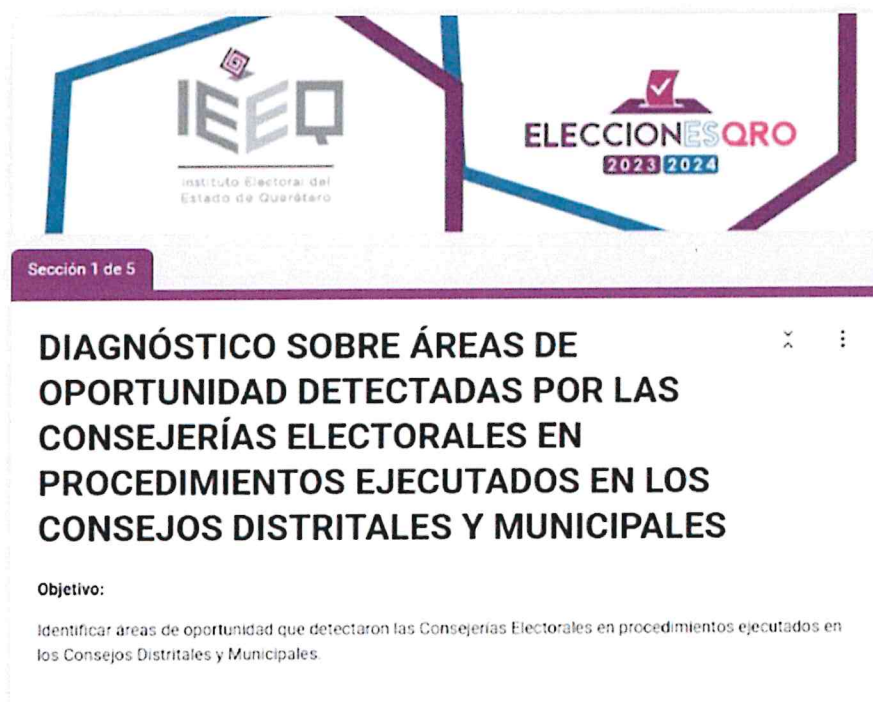 IEEQ
Instituto Electoral del
Estado de Querétaro
ELECCIONESQRO
2023 2024
Sección 1 de 5
DIAGNÓSTICO SOBRE ÁREAS DE
OPORTUNIDAD DETECTADAS POR LAS
CONSEJERÍAS ELECTORALES EN
PROCEDIMIENTOS EJECUTADOS EN LOS
CONSEJOS DISTRITALES Y MUNICIPALES
Objetivo:
Identificar áreas de oportunidad que detectaron las Consejerías Electorales en procedimientos ejecutados en
los Consejos Distritales y Municipales.